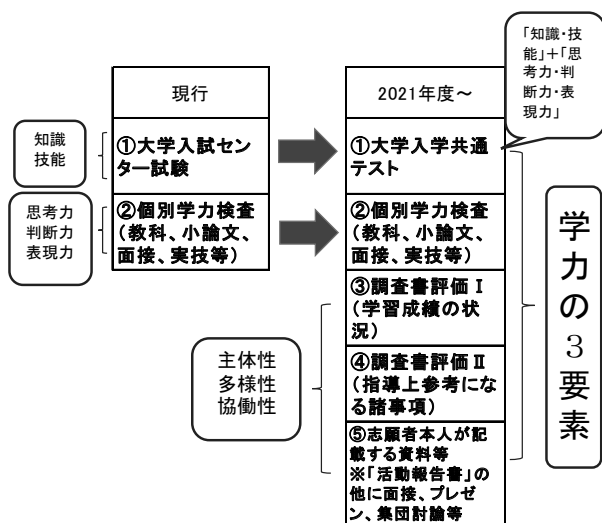 「知識・技
能」＋「思
考力・判
断力・表
現力」
現行
2021年度～
知識
技能
①大学入試セン
ター試験
①大学入学共通
テスト
思考力
判断力
表現力
②個別学力検査
（教科、小論文、
面接、実技等）
②個別学力検査
（教科、小論文、
面接、実技等）
③調査書評価Ⅰ
（学習成績の状
況）
主体性
多様性
協働性
④調査書評価Ⅱ
（指導上参考にな
る諸事項）
⑤志願者本人が記
載する資料等
※「活動報告書」の
他に面接、プレゼ
ン、集団討論等
学力の３要素